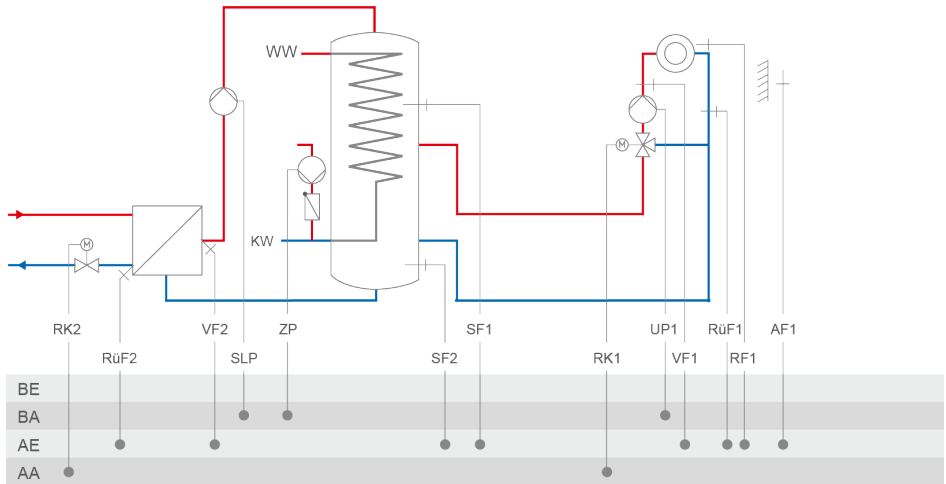 WW
M
KW
M
RK2 VF2 ZP SF1 UP1 RüF1 AF1
RüF2 SLP SF2 RK1 VF1 RF1
BE
BA
AE
AA